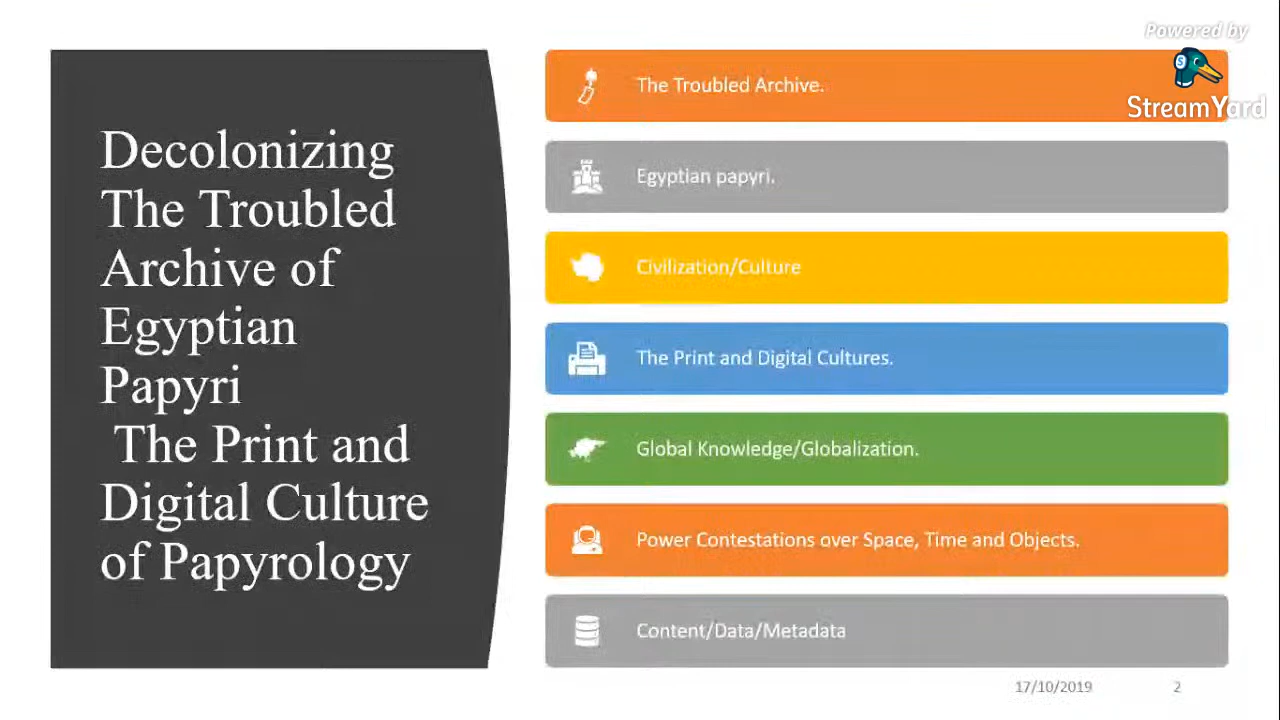 Powered by
StreamYard
Decolonizing
The Troubled
Archive of
Egyptian
Papyri
The Print and
Digital Culture
of Papyrology
The Troubled Archive.
Egyptian papyri.
Civilization/Culture
The Print and Digital Cultures.
Global Knowledge/Globalization.
Power Contestations over Space, Time and Objects.
Content/Data/Metadata
17/10/2019
2